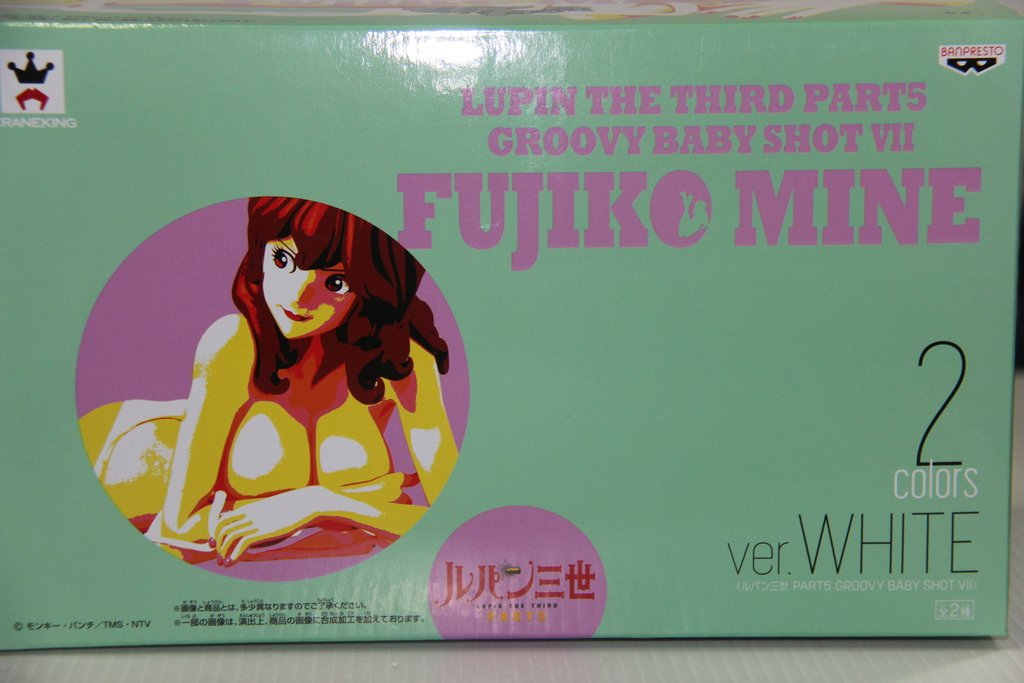 BANPRESTO
CRANEKING
LUPIN THE THIRD PART5
GROOVY BABY SHOT VII
FUJIKO MINE
2
colors
ver. WHITE
〈ルパン三世 PART5 GROOVY BABY SHOT VII〉
全2種
ルパン三世
LUPIN THE THIRD
PART5
※画像と商品とは、多少異なりますのでご了承ください。
※一部の画像は、演出上、商品の画像に合成加工を加えております。
© モンキー・パンチ/TMS・NTV